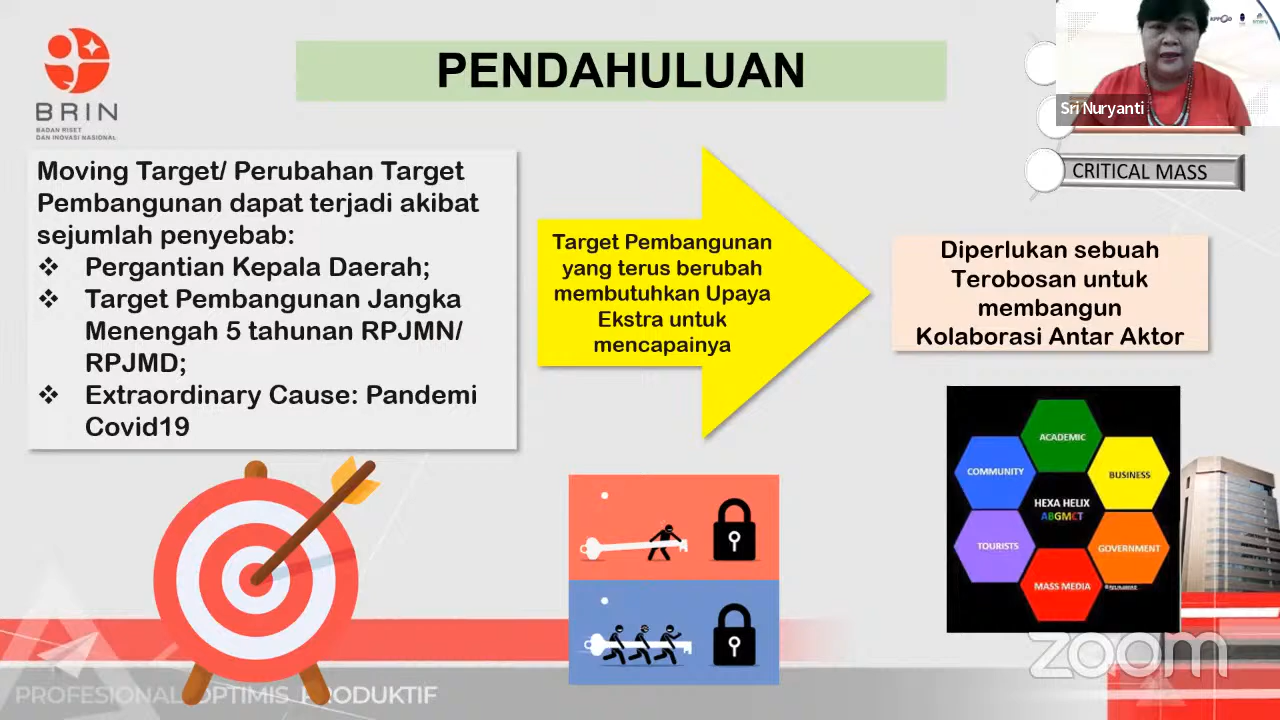 BRIN
BADAN RISET
DAN INOVASI NASIONAL
PENDAHULUAN
Sri Nuryanti
CRITICAL MASS
Moving Target/ Perubahan Target
Pembangunan dapat terjadi akibat
sejumlah penyebab:
❖ Pergantian Kepala Daerah;
❖ Target Pembangunan Jangka
Menengah 5 tahunan RPJMN/
RPJMD;
❖ Extraordinary Cause: Pandemi
Covid19
Target Pembangunan
yang terus berubah
membutuhkan Upaya
Ekstra untuk
mencapainya
Diperlukan sebuah
Terobosan untuk
membangun
Kolaborasi Antar Aktor
ACADEMIC
COMMUNITY
BUSINESS
HEXA HELIX
ABGMCT
TOURISTS
GOVERNMENT
MASS MEDIA
zoom
PROFESIONAL OPTIMIS PRODUKTIF